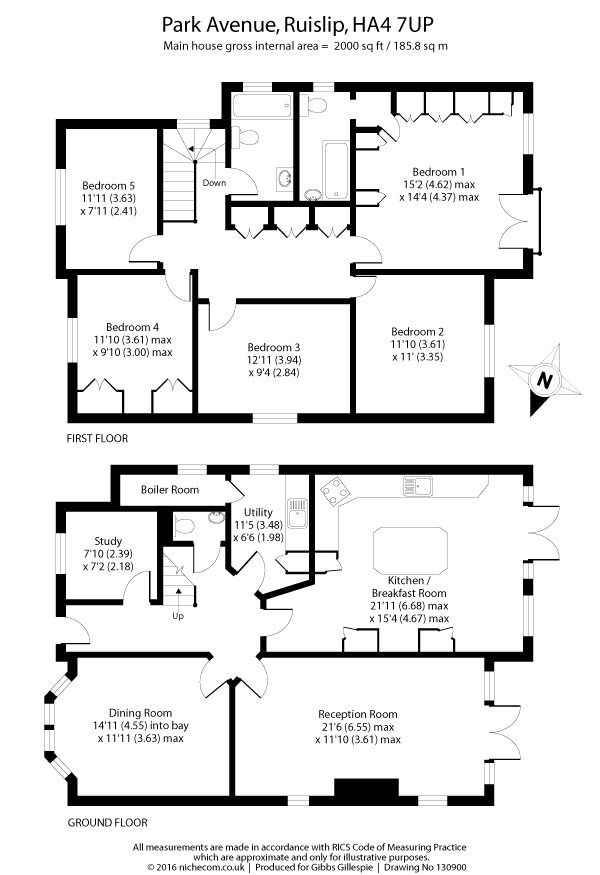 Park Avenue, Ruislip, HA4 7UP
Main house gross internal area = 2000 sq ft / 185.8 sq m
Bedroom 5
11'11 (3.63)
x 7'11 (2.41)
Down
Bedroom 1
15'2 (4.62) max
x 14'4 (4.37) max
Bedroom 4
11'10 (3.61) max
x 9'10 (3.00) max
Bedroom 3
12'11 (3.94)
x 9'4 (2.84)
Bedroom 2
11'10 (3.61)
x 11' (3.35)
N
FIRST FLOOR
Boiler Room
Utility
11'5 (3.48)
x 6'6 (1.98)
Study
7'10 (2.39)
x 7'2 (2.18)
Up
Kitchen /
Breakfast Room
21'11 (6.68) max
x 15'4 (4.67) max
Dining Room
14'11 (4.55) into bay
x 11'11 (3.63) max
Reception Room
21'6 (6.55) max
x 11'10 (3.61) max
GROUND FLOOR
All measurements are made in accordance with RICS Code of Measuring Practice
which are approximate and only for illustrative purposes.
© 2016 nichecom.co.uk | Produced for Gibbs Gillespie | Drawing No 130900